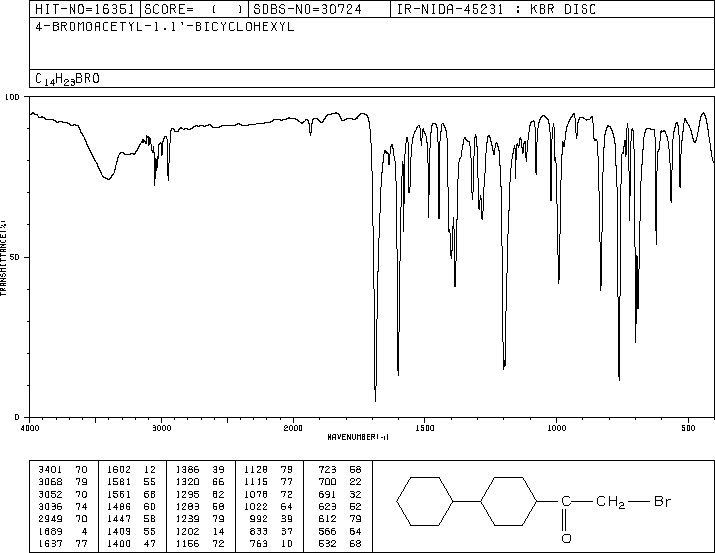 HIT-NO=16351 SCORE= ( ) SDBS-NO=30724 IR-NIDA-45231 : KBR DISC
4-BROMOACETYL-1,1'-BICYCLOHEXYL
C14H23BRO
100
50
0
TRANSMITTANCE(%)
4000 3000 2000 1500 1000 500
WAVENUMBER(-1)
3401 70 1602 12 1386 39 1128 79 723 58
3068 79 1581 55 1320 66 1115 77 700 22
3052 70 1561 68 1295 62 1078 72 691 32
3036 74 1486 60 1283 58 1022 64 623 52
2949 70 1447 58 1239 79 992 39 612 79
1689 4 1409 55 1202 14 833 37 566 64
1637 77 1400 47 1156 72 763 10 532 68
C CH2 Br
O